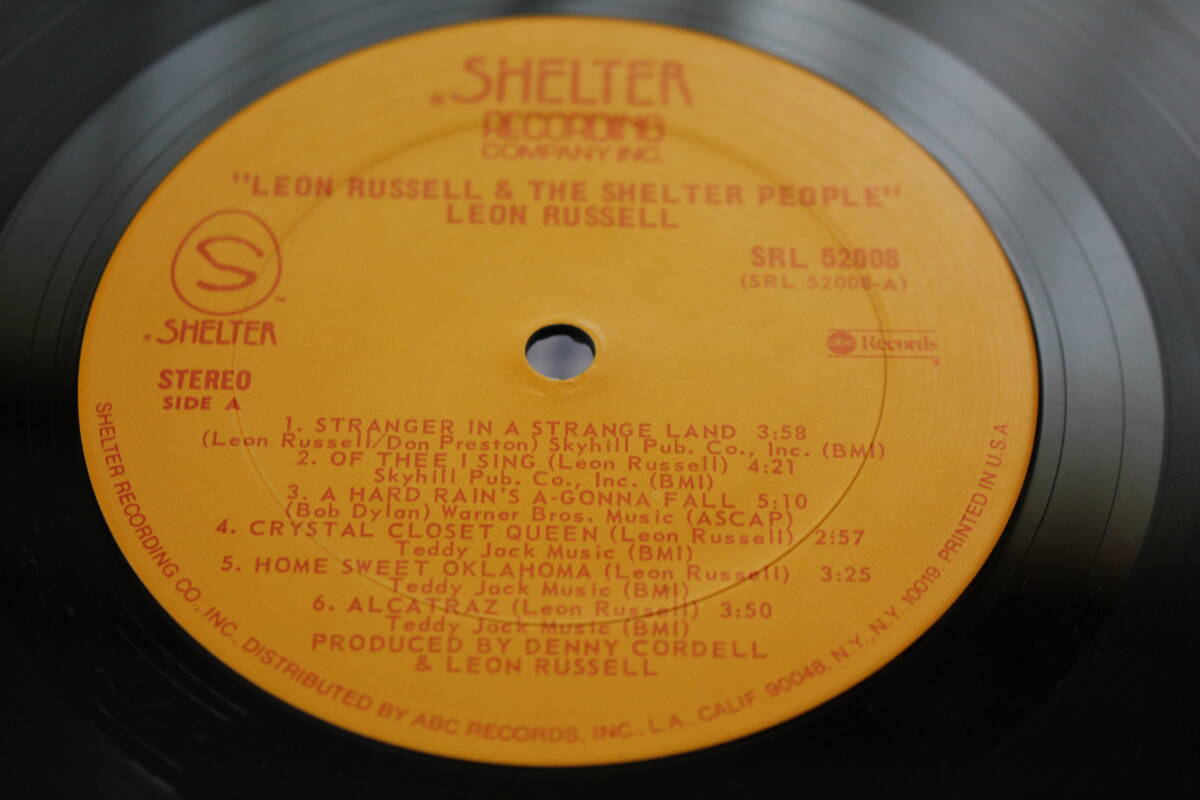 SHELTER
RECORDING
COMPANY INC.
"LEON RUSSELL & THE SHELTER PEOPLE"
LEON RUSSELL
S
SHELTER
STEREO
SIDE A
SRL 52008
(SRL 52008-A)
abc Records
1. STRANGER IN A STRANGE LAND 3:58
(Leon Russell/Don Preston) Skyhill Pub. Co., Inc. (BMI)
2. OF THEE I SING (Leon Russell) 4:21
Skyhill Pub. Co., Inc. (BMI)
3. A HARD RAIN'S A-GONNA FALL 5:10
(Bob Dylan) Warner Bros. Music (ASCAP)
4. CRYSTAL CLOSET QUEEN (Leon Russell) 2:57
Teddy Jack Music (BMI)
5. HOME SWEET OKLAHOMA (Leon Russell) 3:25
Teddy Jack Music (BMI)
6. ALCATRAZ (Leon Russell) 3:50
Teddy Jack Music (BMI)
PRODUCED BY DENNY CORDELL
& LEON RUSSELL
SHELTER RECORDING CO., INC. DISTRIBUTED BY ABC RECORDS, INC., L.A., CALIF. 90048, N.Y., N.Y. 10019. PRINTED IN U.S.A